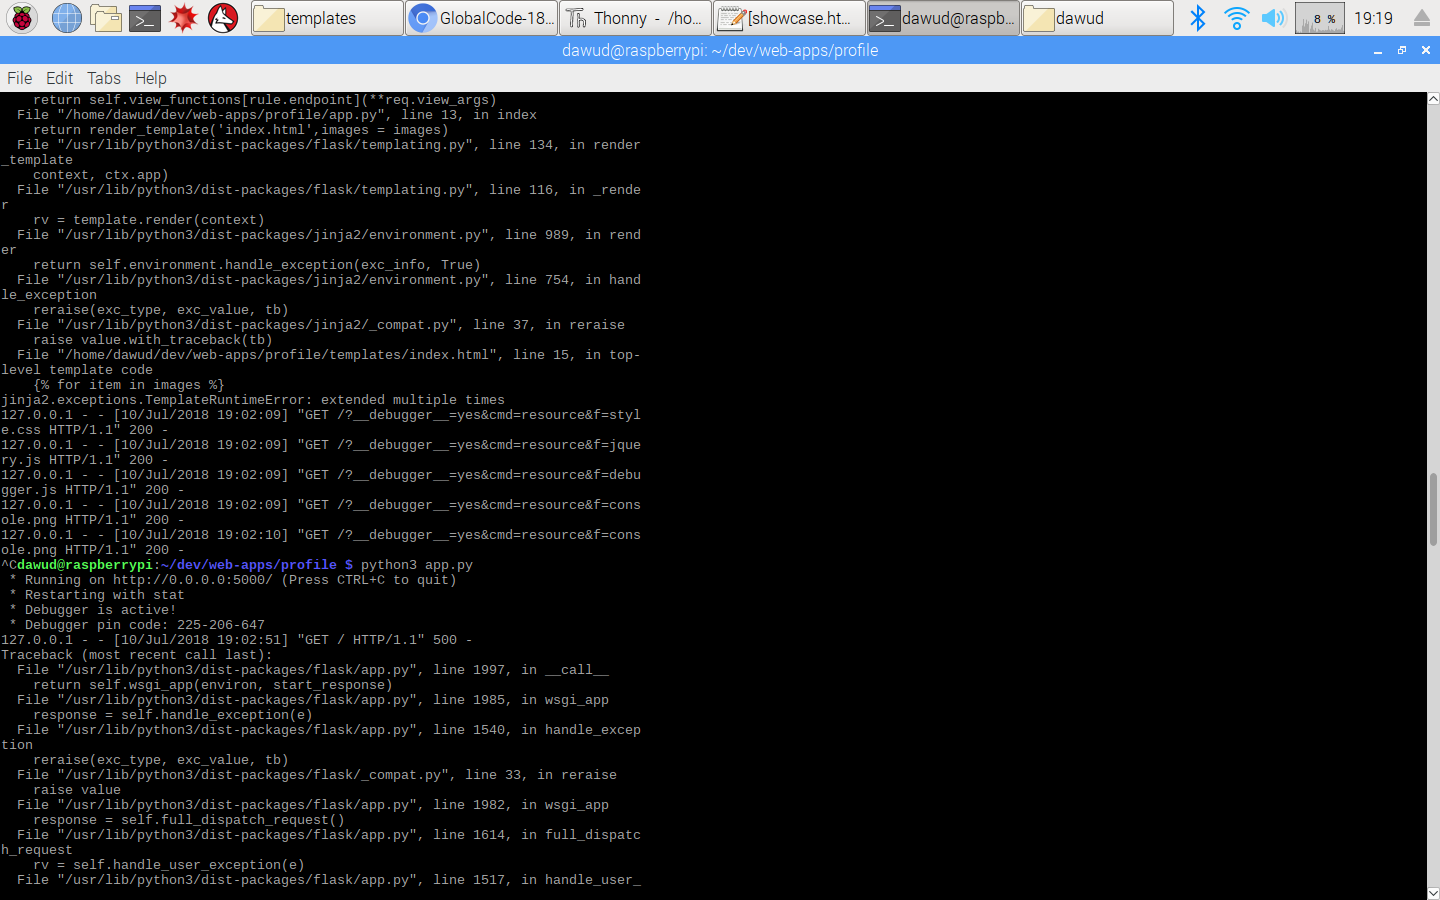 templates
GlobalCode-18...
Thonny - /ho...
[showcase.ht...
dawud@raspb...
dawud
8 %
19:19
dawud@raspberrypi: ~/dev/web-apps/profile
File Edit Tabs Help
    return self.view_functions[rule.endpoint](**req.view_args)
  File "/home/dawud/dev/web-apps/profile/app.py", line 13, in index
    return render_template('index.html',images = images)
  File "/usr/lib/python3/dist-packages/flask/templating.py", line 134, in render
_template
    context, ctx.app)
  File "/usr/lib/python3/dist-packages/flask/templating.py", line 116, in _rende
r
    rv = template.render(context)
  File "/usr/lib/python3/dist-packages/jinja2/environment.py", line 989, in rend
er
    return self.environment.handle_exception(exc_info, True)
  File "/usr/lib/python3/dist-packages/jinja2/environment.py", line 754, in hand
le_exception
    reraise(exc_type, exc_value, tb)
  File "/usr/lib/python3/dist-packages/jinja2/_compat.py", line 37, in reraise
    raise value.with_traceback(tb)
  File "/home/dawud/dev/web-apps/profile/templates/index.html", line 15, in top-
level template code
    {% for item in images %}
jinja2.exceptions.TemplateRuntimeError: extended multiple times
127.0.0.1 - - [10/Jul/2018 19:02:09] "GET /?__debugger__=yes&cmd=resource&f=styl
e.css HTTP/1.1" 200 -
127.0.0.1 - - [10/Jul/2018 19:02:09] "GET /?__debugger__=yes&cmd=resource&f=jque
ry.js HTTP/1.1" 200 -
127.0.0.1 - - [10/Jul/2018 19:02:09] "GET /?__debugger__=yes&cmd=resource&f=debu
gger.js HTTP/1.1" 200 -
127.0.0.1 - - [10/Jul/2018 19:02:09] "GET /?__debugger__=yes&cmd=resource&f=cons
ole.png HTTP/1.1" 200 -
127.0.0.1 - - [10/Jul/2018 19:02:10] "GET /?__debugger__=yes&cmd=resource&f=cons
ole.png HTTP/1.1" 200 -
^Cdawud@raspberrypi:~/dev/web-apps/profile $ python3 app.py
 * Running on http://0.0.0.0:5000/ (Press CTRL+C to quit)
 * Restarting with stat
 * Debugger is active!
 * Debugger pin code: 225-206-647
127.0.0.1 - - [10/Jul/2018 19:02:51] "GET / HTTP/1.1" 500 -
Traceback (most recent call last):
  File "/usr/lib/python3/dist-packages/flask/app.py", line 1997, in __call__
    return self.wsgi_app(environ, start_response)
  File "/usr/lib/python3/dist-packages/flask/app.py", line 1985, in wsgi_app
    response = self.handle_exception(e)
  File "/usr/lib/python3/dist-packages/flask/app.py", line 1540, in handle_excep
tion
    reraise(exc_type, exc_value, tb)
  File "/usr/lib/python3/dist-packages/flask/_compat.py", line 33, in reraise
    raise value
  File "/usr/lib/python3/dist-packages/flask/app.py", line 1982, in wsgi_app
    response = self.full_dispatch_request()
  File "/usr/lib/python3/dist-packages/flask/app.py", line 1614, in full_dispatc
h_request
    rv = self.handle_user_exception(e)
  File "/usr/lib/python3/dist-packages/flask/app.py", line 1517, in handle_user_